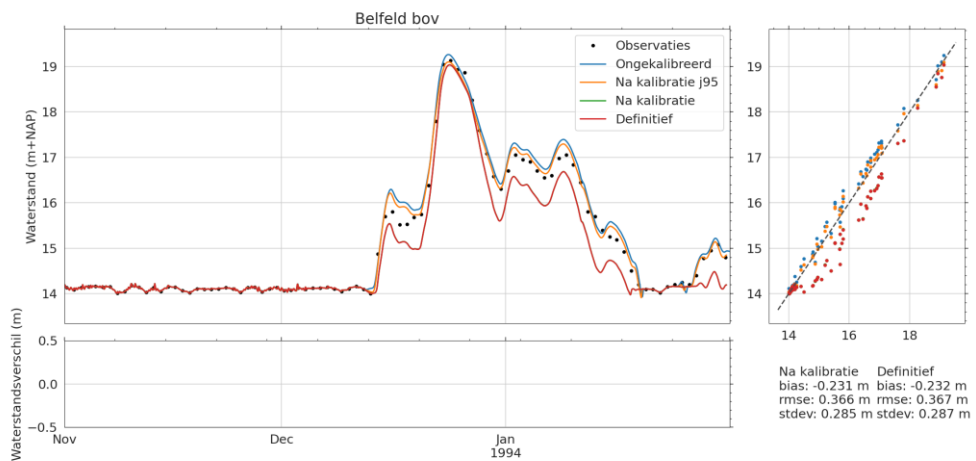 Belfeld bov
Waterstand (m+NAP)
19
18
17
16
15
14
Observaties
Ongekalibreerd
Na kalibratie j95
Na kalibratie
Definitief
19
18
17
16
15
14
14 16 18
Waterstandsverschil (m)
0.5
0.0
−0.5
Nov Dec Jan
1994
Na kalibratie Definitief
bias: -0.231 m bias: -0.232 m
rmse: 0.366 m rmse: 0.367 m
stdev: 0.285 m stdev: 0.287 m